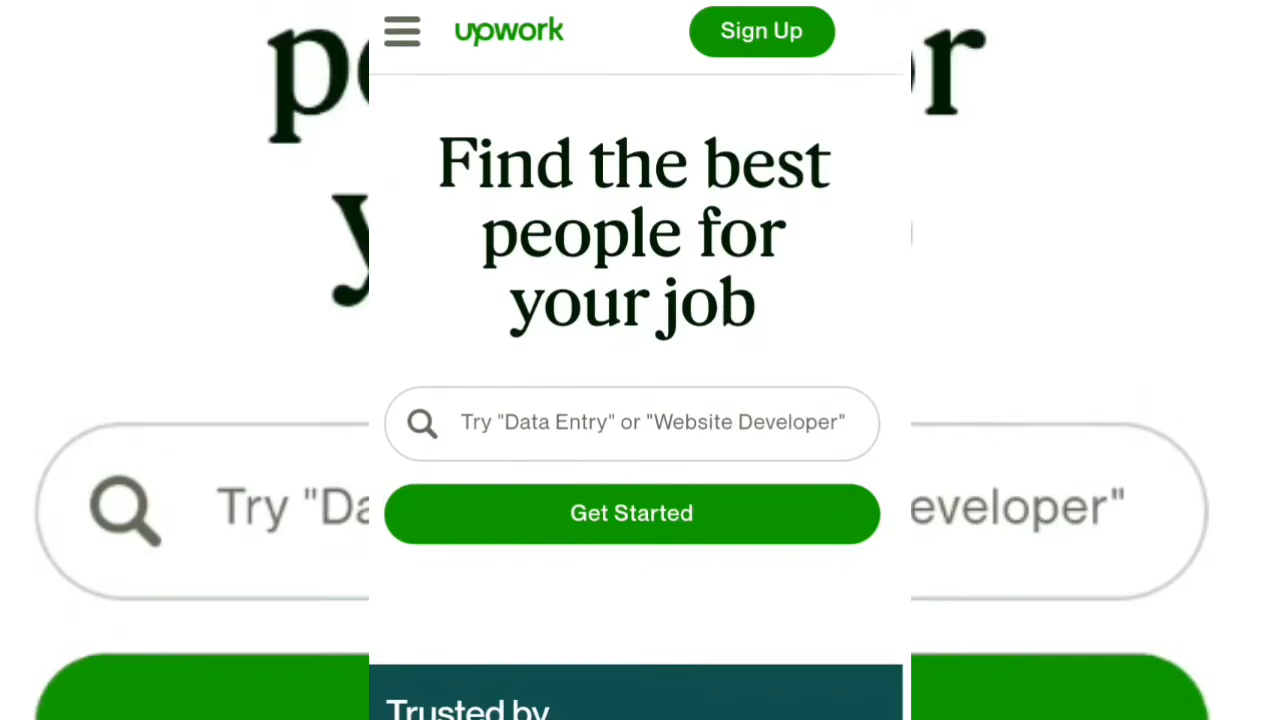 upwork
Sign Up
Find the best
people for
your job
Try "Data Entry" or "Website Developer"
Get Started
Trusted by